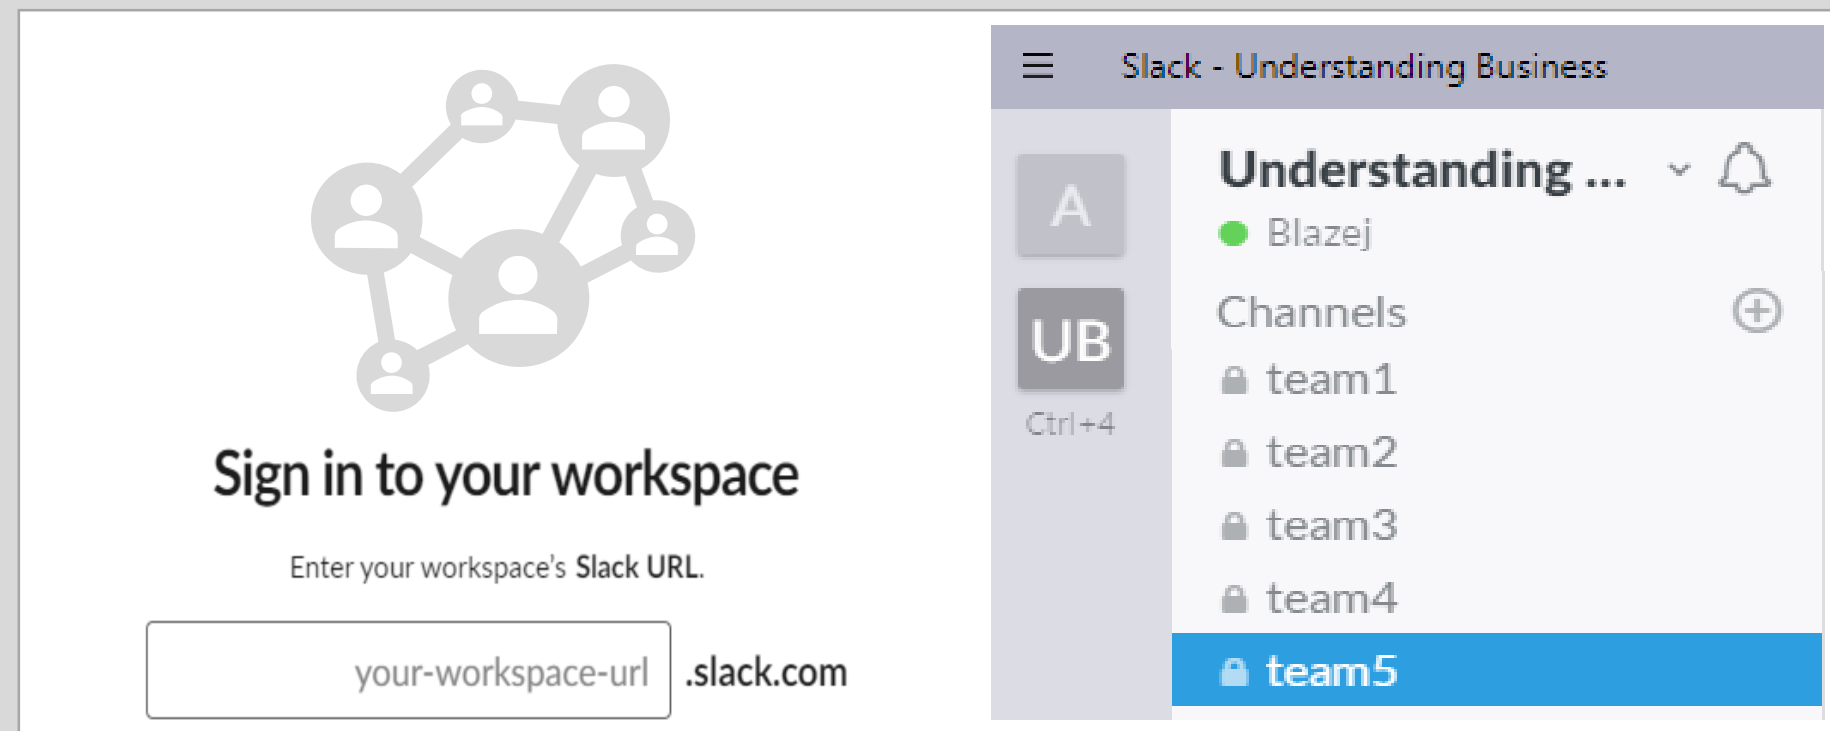 Sign in to your workspace
Enter your workspace's Slack URL.
your-workspace-url .slack.com
Slack - Understanding Business
A
UB
Ctrl+4
Understanding ...
Blazej
Channels
team1
team2
team3
team4
team5